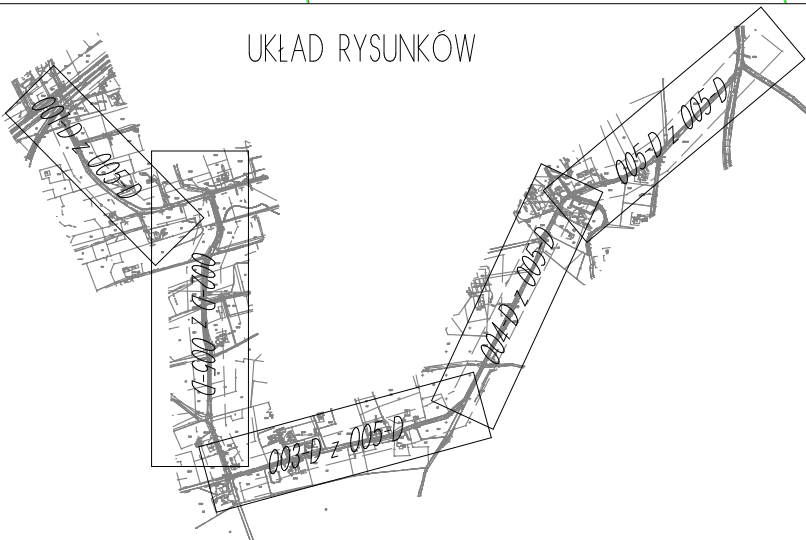 UKŁAD RYSUNKÓW
001-D z 005-D
002-D z 005-D
003-D z 005-D
004-D z 005-D
005-D z 005-D